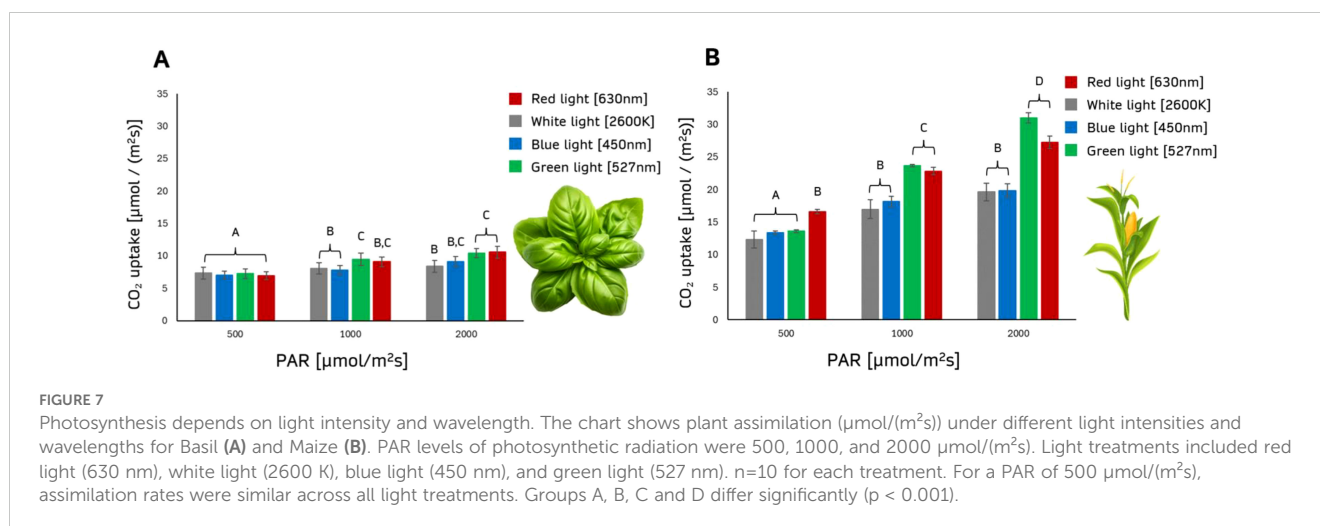 A
35
30
25
20
15
10
5
0
CO₂ uptake [µmol / (m²s)]
A
B
C
B,C
B
B,C
C
500
1000
2000
PAR [µmol/m²s]
Red light [630nm]
White light [2600K]
Blue light [450nm]
Green light [527nm]
B
35
30
25
20
15
10
5
0
CO₂ uptake [µmol / (m²s)]
A
B
B
C
B
D
500
1000
2000
PAR [µmol/m²s]
Red light [630nm]
White light [2600K]
Blue light [450nm]
Green light [527nm]
FIGURE 7
Photosynthesis depends on light intensity and wavelength. The chart shows plant assimilation (µmol/(m²s)) under different light intensities and
wavelengths for Basil (A) and Maize (B). PAR levels of photosynthetic radiation were 500, 1000, and 2000 µmol/(m²s). Light treatments included red
light (630 nm), white light (2600 K), blue light (450 nm), and green light (527 nm). n=10 for each treatment. For a PAR of 500 µmol/(m²s),
assimilation rates were similar across all light treatments. Groups A, B, C and D differ significantly (p < 0.001).